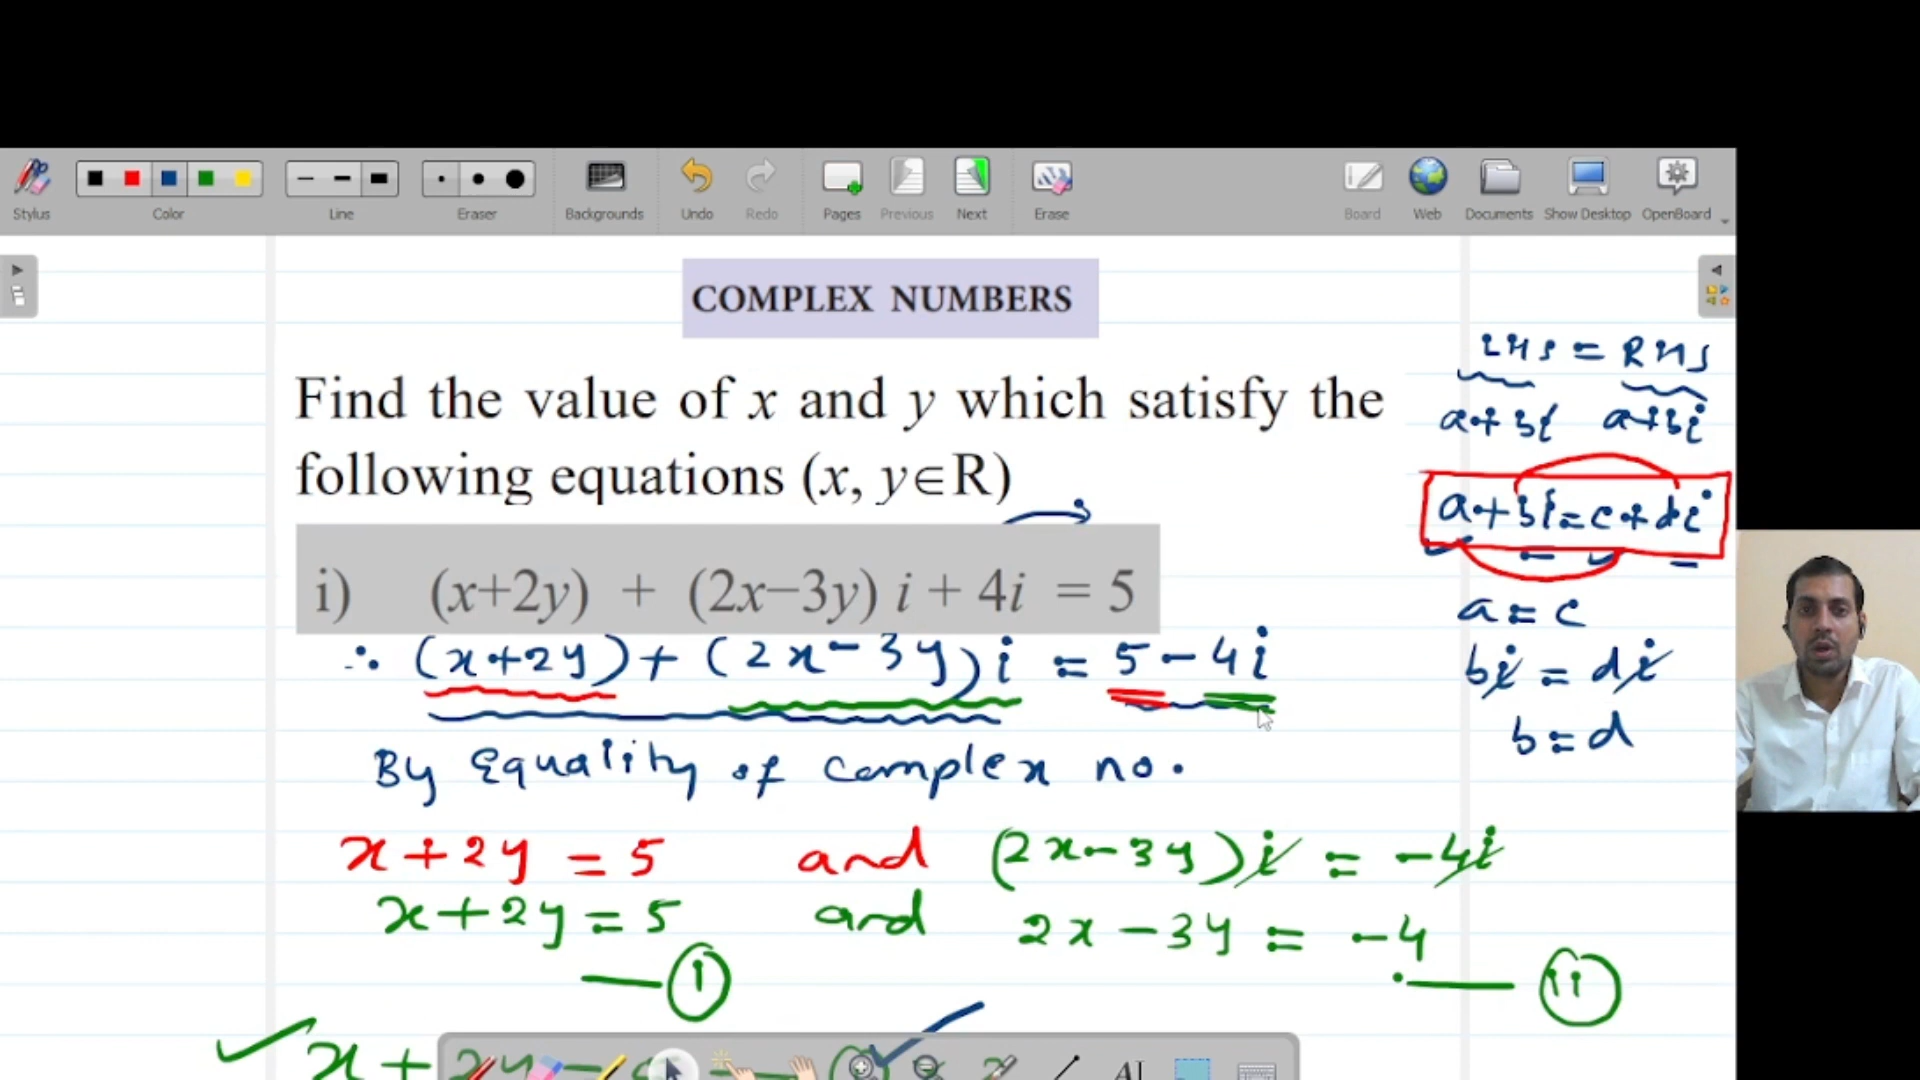 Stylus Color Line Eraser Backgrounds Undo Redo Pages Previous Next Erase Board Web Documents Show Desktop OpenBoard
COMPLEX NUMBERS
Find the value of x and y which satisfy the
following equations (x, y∈R)
i) (x+2y) + (2x−3y) i + 4i = 5
∴ (x+2y)+(2x-3y)i = 5-4i
By Equality of complex no.
x+2y = 5 and (2x-3y)i = -4i
x+2y = 5 and 2x-3y = -4
i ii
LHS = RHS
a+bi a+bi
a+bi=c+di
a=c
bi = di
b=d